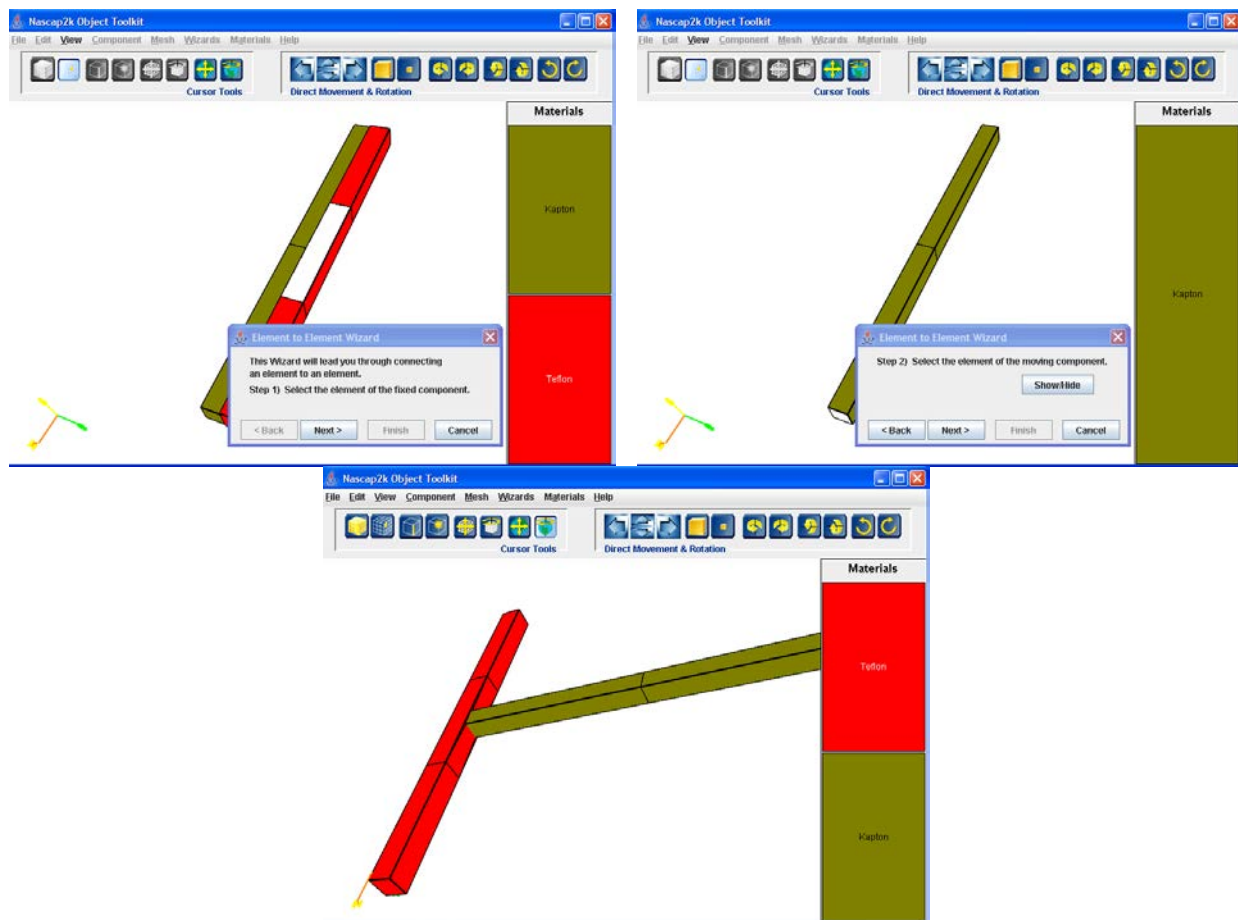 Nascap2k Object Toolkit
File Edit View Component Mesh Wizards Materials Help
Cursor Tools
Direct Movement & Rotation
Materials
Kapton
Teflon
Element to Element Wizard
This Wizard will lead you through connecting
an element to an element.
Step 1) Select the element of the fixed component.
< Back Next > Finish Cancel
Nascap2k Object Toolkit
File Edit View Component Mesh Wizards Materials Help
Cursor Tools
Direct Movement & Rotation
Materials
Kapton
Element to Element Wizard
Step 2) Select the element of the moving component.
Show/Hide
< Back Next > Finish Cancel
Nascap2k Object Toolkit
File Edit View Component Mesh Wizards Materials Help
Cursor Tools
Direct Movement & Rotation
Materials
Teflon
Kapton